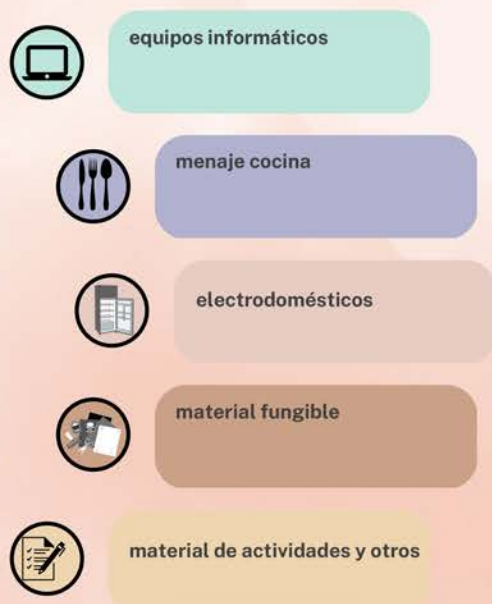 equipos informáticos
menaje cocina
electrodomésticos
material fungible
material de actividades y otros